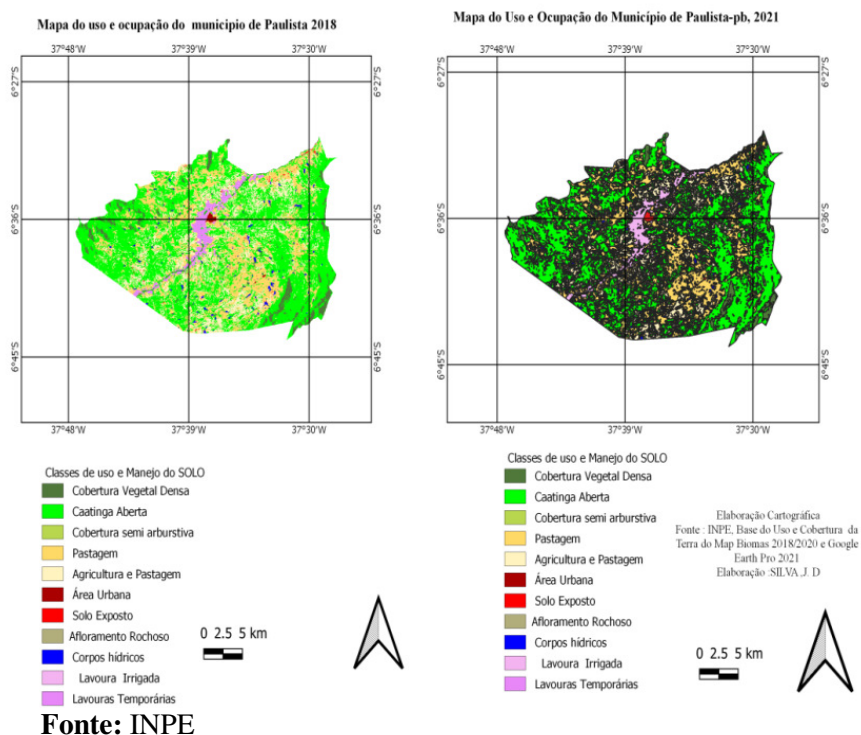 Mapa do uso e ocupação do municipio de Paulista 2018
37°48'W 37°39'W 37°30'W
6°27'S 6°27'S
6°36'S 6°36'S
6°45'S 6°45'S
37°48'W 37°39'W 37°30'W
Classes de uso e Manejo do SOLO
Cobertura Vegetal Densa
Caatinga Aberta
Cobertura semi arburstiva
Pastagem
Agricultura e Pastagem
Área Urbana
Solo Exposto
Afloramento Rochoso
Corpos hídricos
Lavoura Irrigada
Lavouras Temporárias
0 2.5 5 km
Mapa do Uso e Ocupação do Município de Paulista-pb, 2021
37°48'W 37°39'W 37°30'W
6°27'S 6°27'S
6°36'S 6°36'S
6°45'S 6°45'S
37°48'W 37°39'W 37°30'W
Classes de uso e Manejo do SOLO
Cobertura Vegetal Densa
Caatinga Aberta
Cobertura semi arburstiva
Pastagem
Agricultura e Pastagem
Área Urbana
Solo Exposto
Afloramento Rochoso
Corpos hídricos
Lavoura Irrigada
Lavouras Temporárias
Elaboração Cartográfica
Fonte : INPE, Base do Uso e Cobertura da
Terra do Map Biomas 2018/2020 e Google
Earth Pro 2021
Elaboração :SILVA ,J. D
0 2.5 5 km
Fonte: INPE